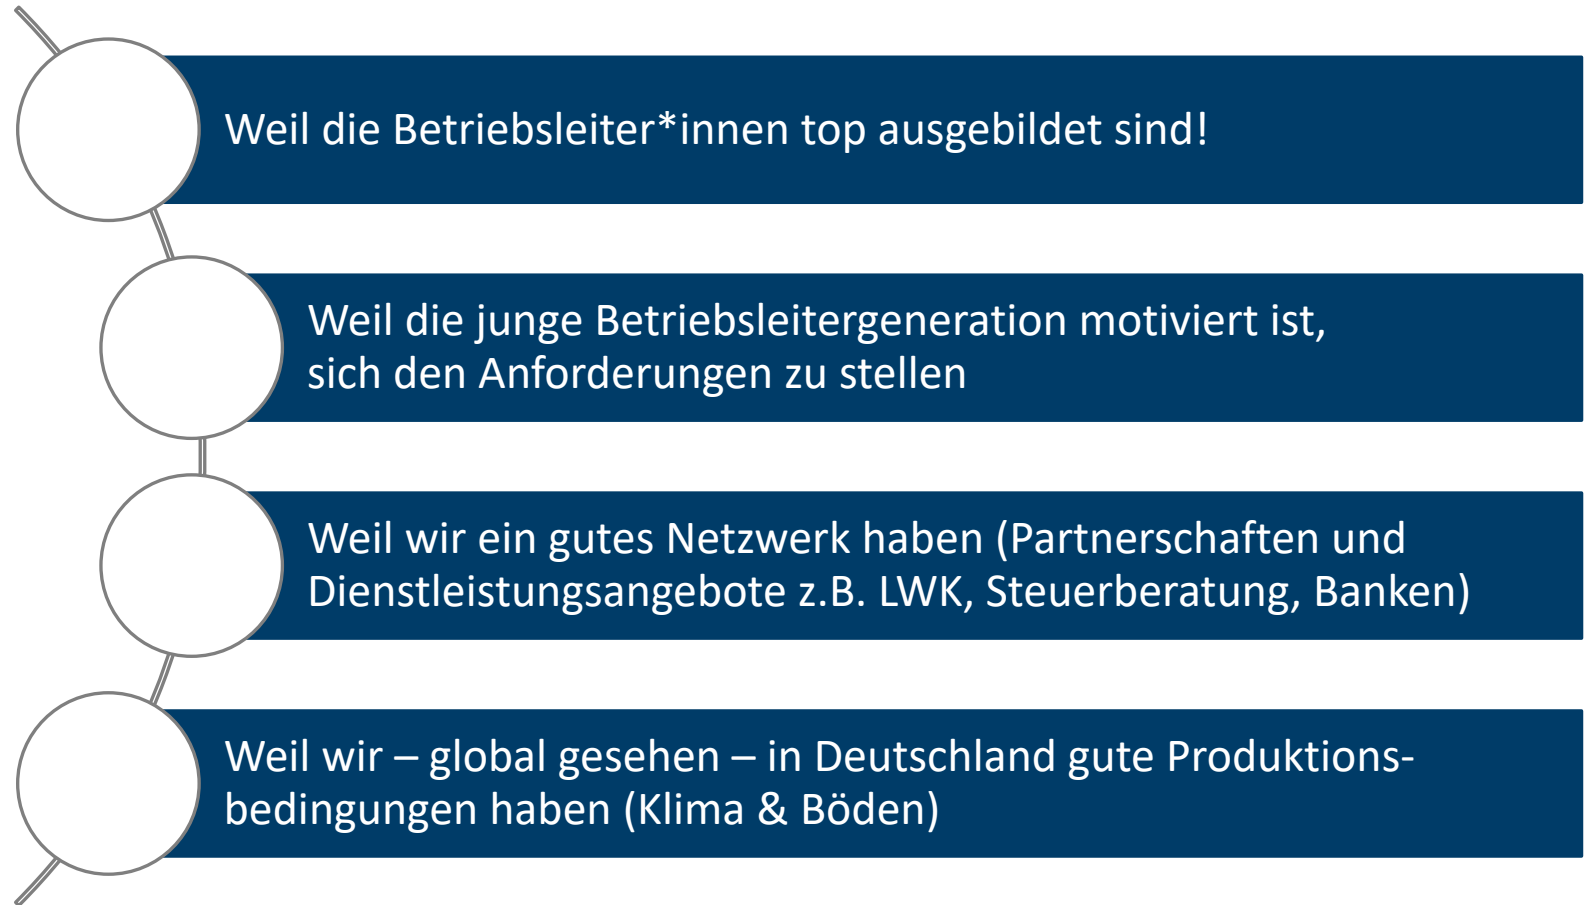 Weil die Betriebsleiter*innen top ausgebildet sind!
Weil die junge Betriebsleitergeneration motiviert ist,
sich den Anforderungen zu stellen
Weil wir ein gutes Netzwerk haben (Partnerschaften und
Dienstleistungsangebote z.B. LWK, Steuerberatung, Banken)
Weil wir – global gesehen – in Deutschland gute Produktions-
bedingungen haben (Klima & Böden)